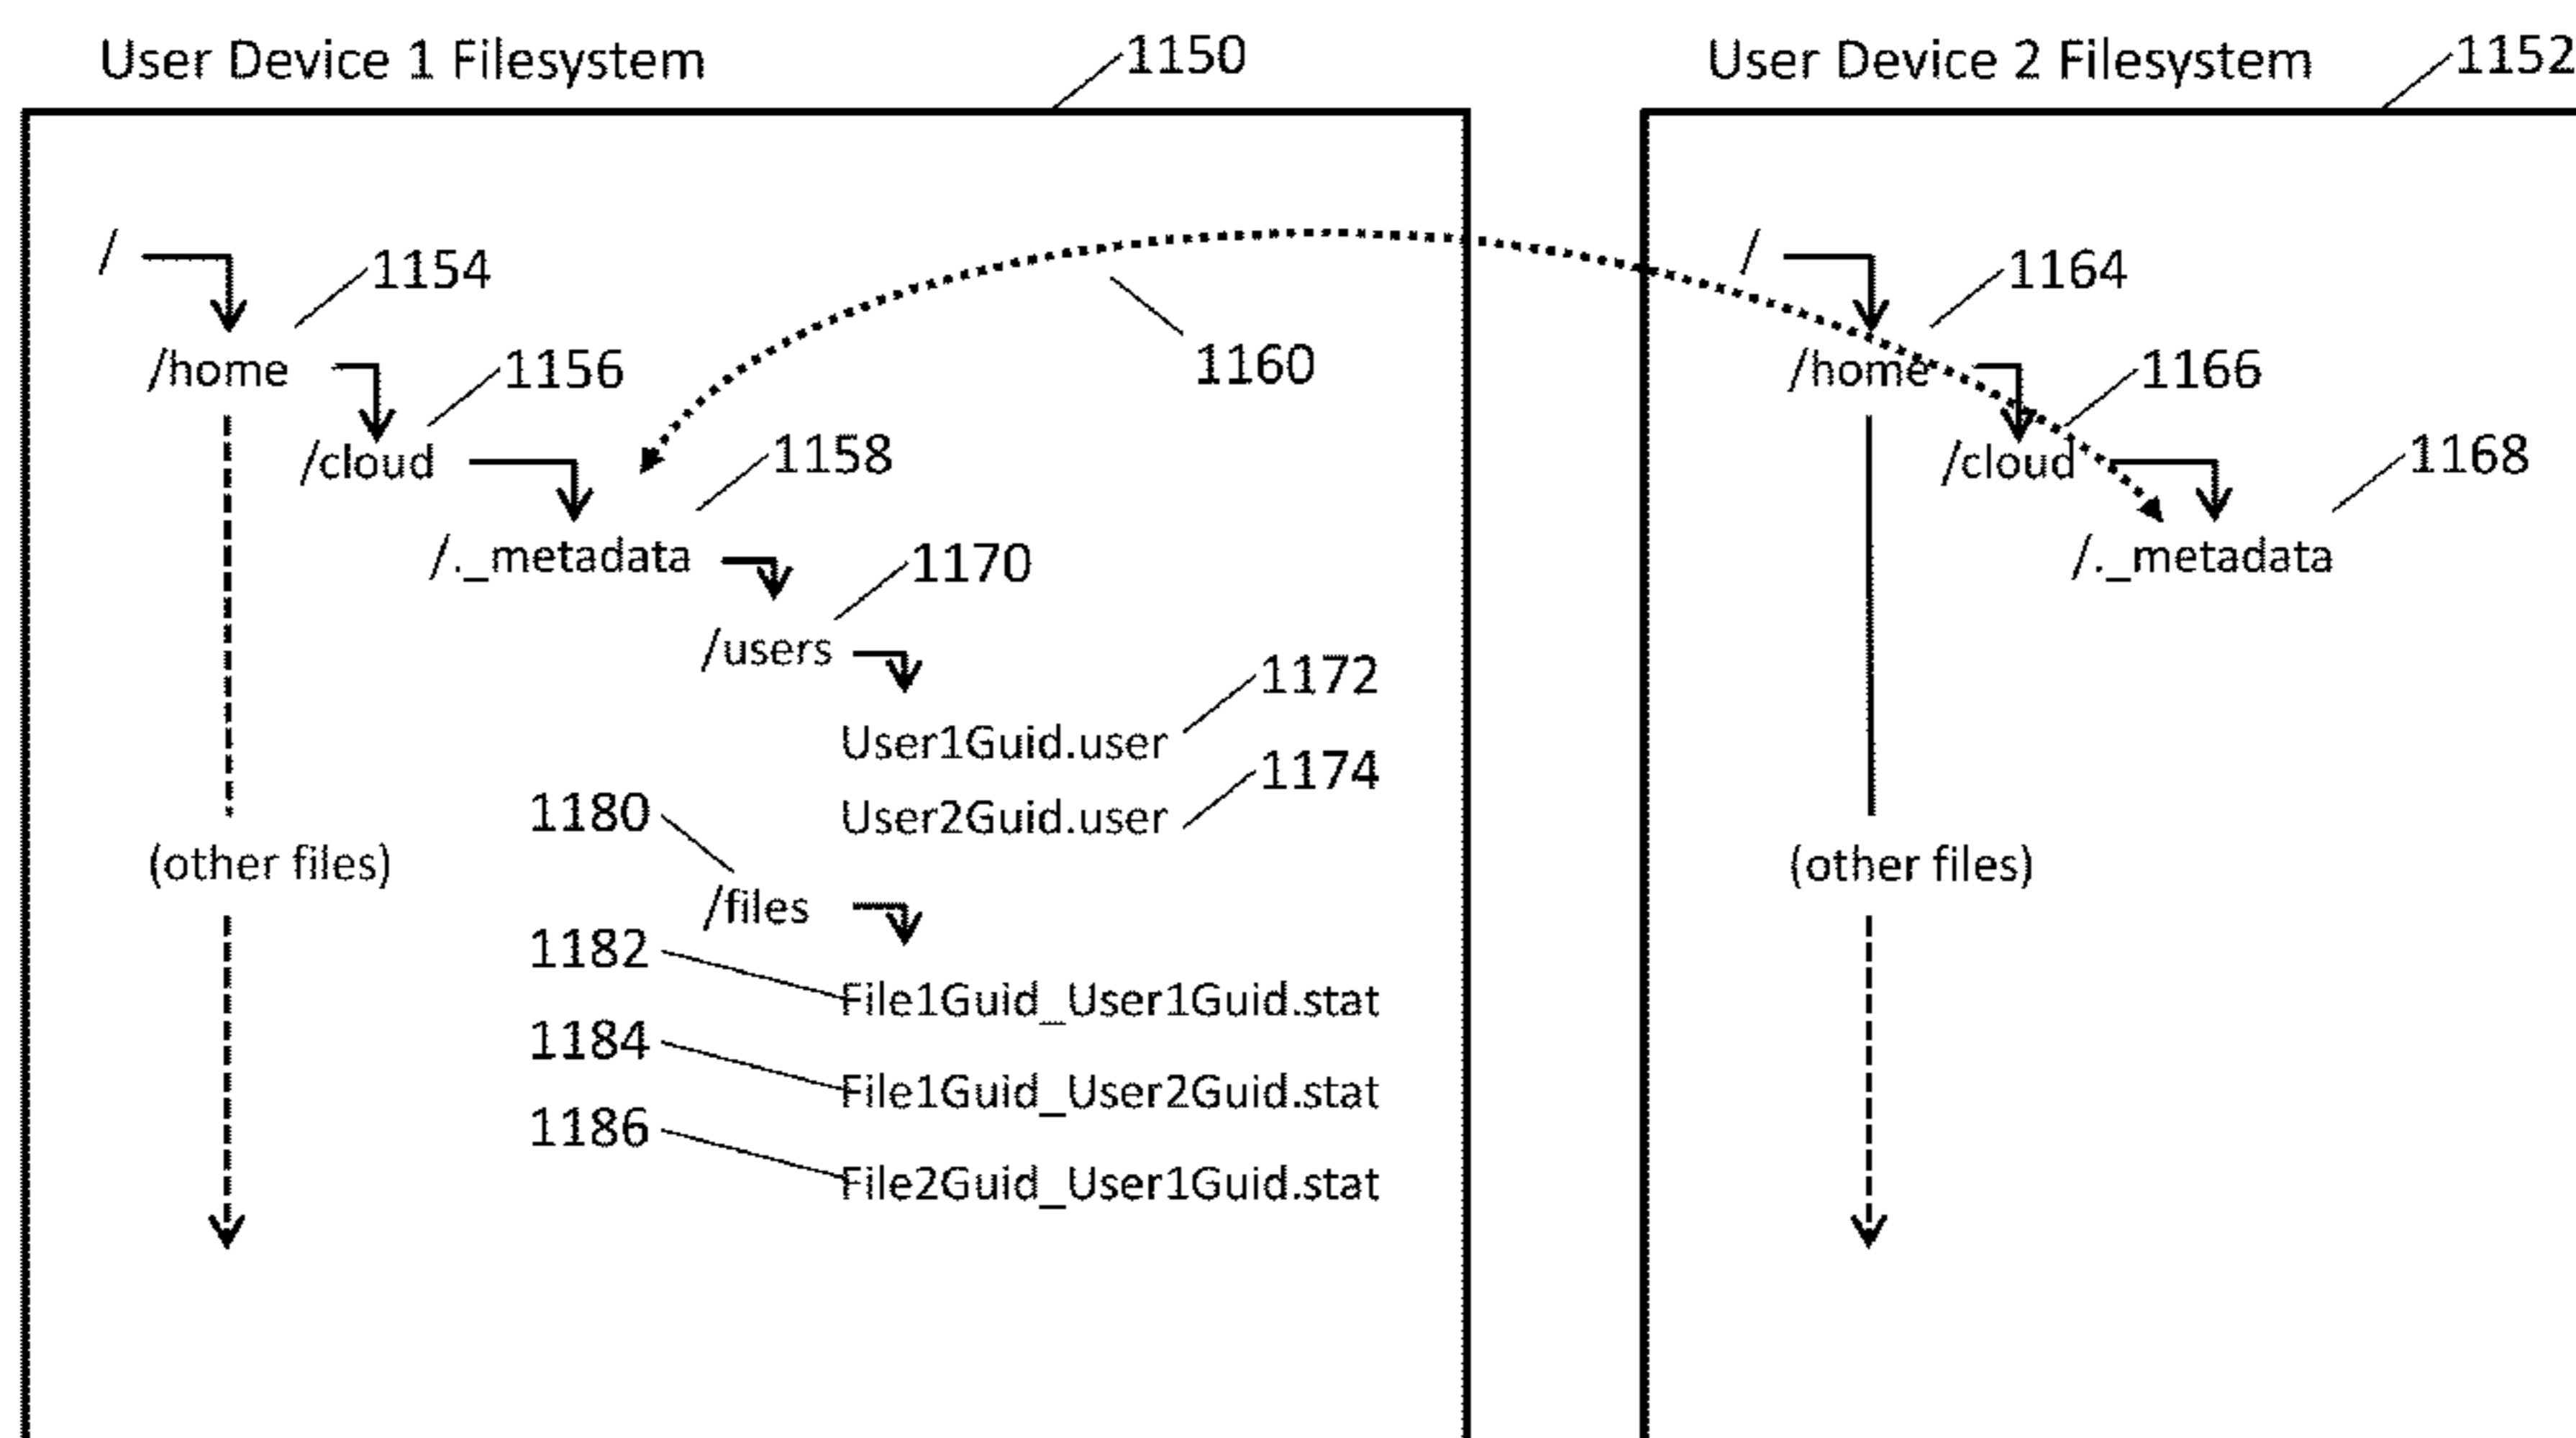 User Device 1 Filesystem 1150 User Device 2 Filesystem 1152
/ 1154 / 1164
/home 1156 1160 /home 1166
/cloud 1158 /cloud 1168
/._metadata 1170 /._metadata
/users 1172
User1Guid.user 1174
1180 User2Guid.user
(other files) (other files)
/files
1182 File1Guid_User1Guid.stat
1184 File1Guid_User2Guid.stat
1186 File2Guid_User1Guid.stat